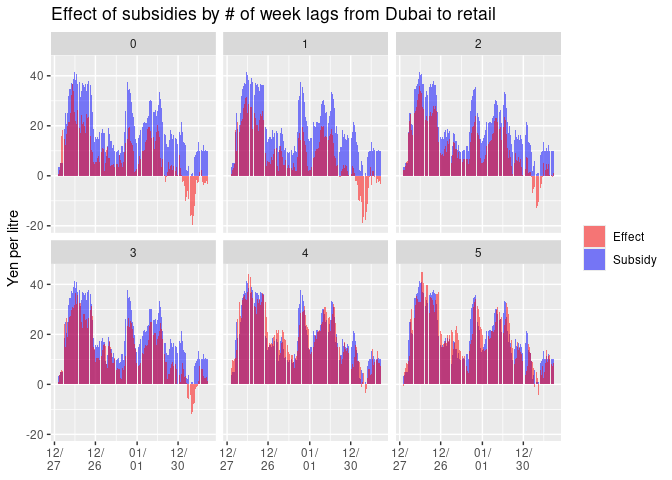 Effect of subsidies by # of week lags from Dubai to retail
0 1 2
40
20
0
-20
3 4 5
40
20
0
-20
12/ 12/ 01/ 12/ 12/ 12/ 01/ 12/ 12/ 12/ 01/ 12/
27 26 01 30 27 26 01 30 27 26 01 30
Yen per litre
Effect
Subsidy